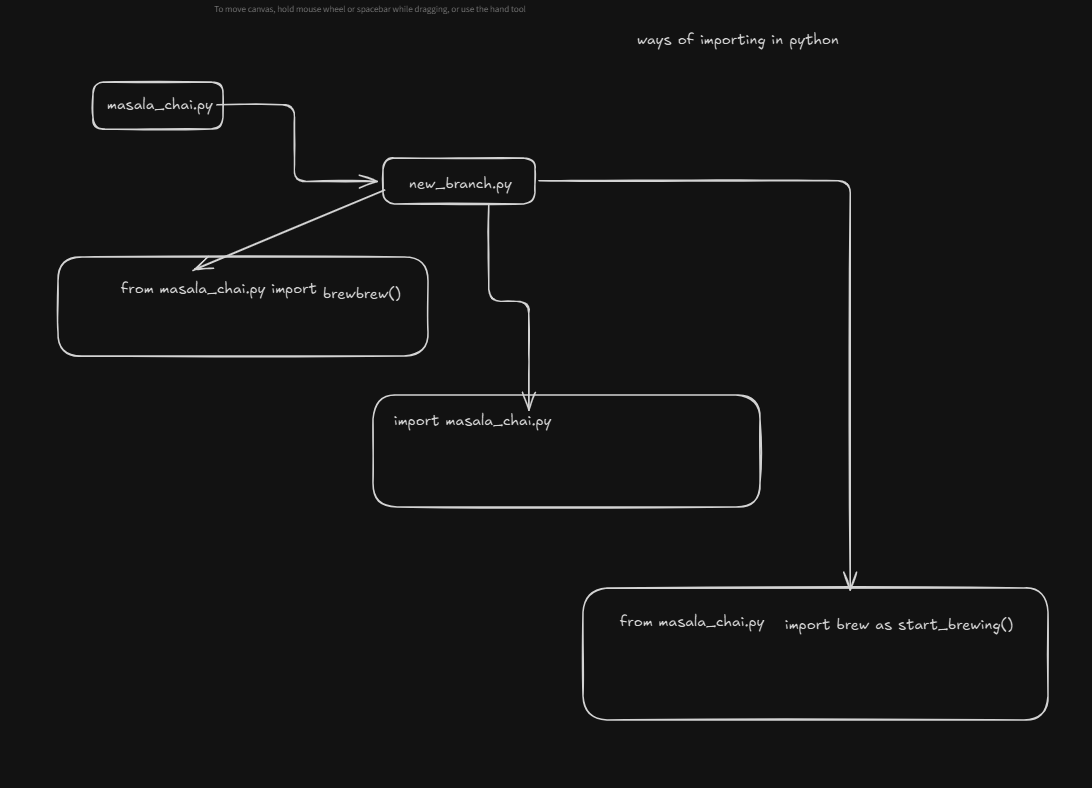 To move canvas, hold mouse wheel or spacebar while dragging, or use the hand tool
ways of importing in python
masala_chai.py
new_branch.py
from masala_chai.py import brewbrew()
import masala_chai.py
from masala_chai.py import brew as start_brewing()